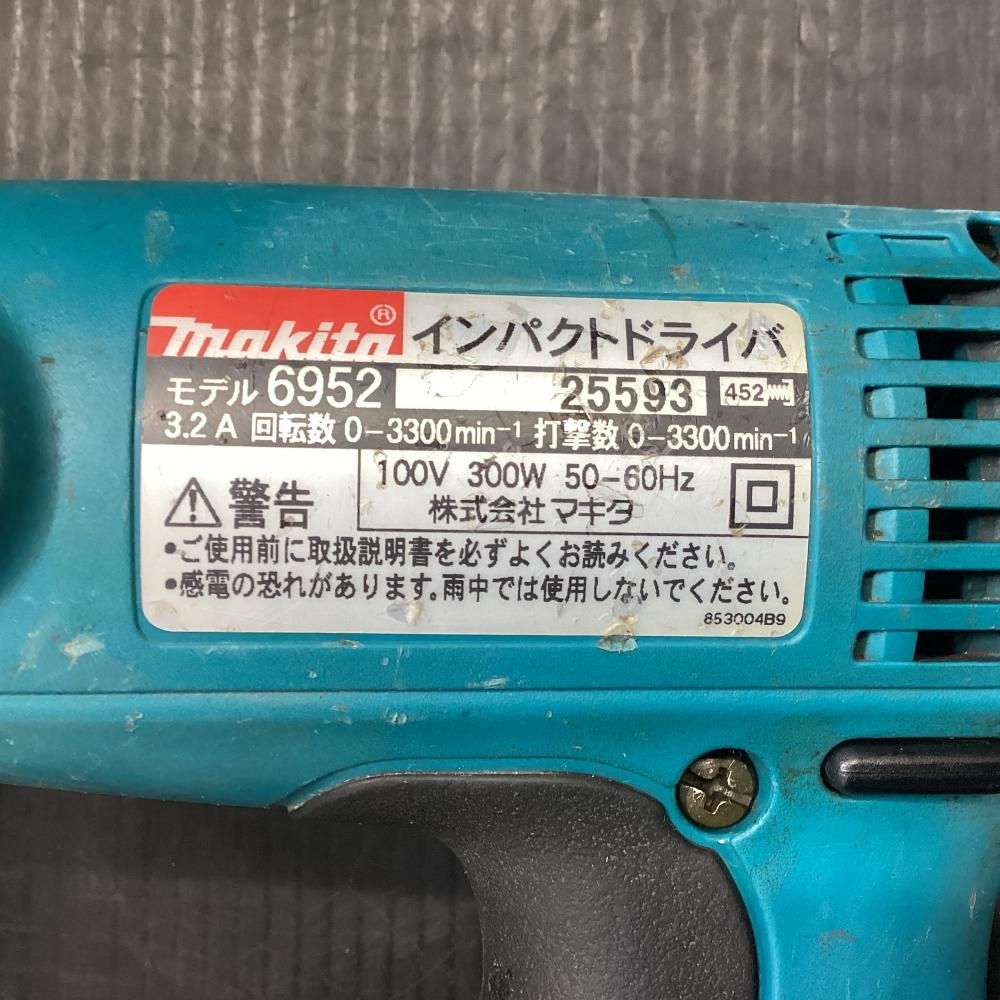 makita® インパクトドライバ
モデル 6952 25593 452
3.2 A 回転数 0-3300min⁻¹ 打撃数 0-3300min⁻¹
100V 300W 50-60Hz
株式会社 マキタ
警告
•ご使用前に取扱説明書を必ずよくお読みください。
•感電の恐れがあります。雨中では使用しないでください。
853004B9